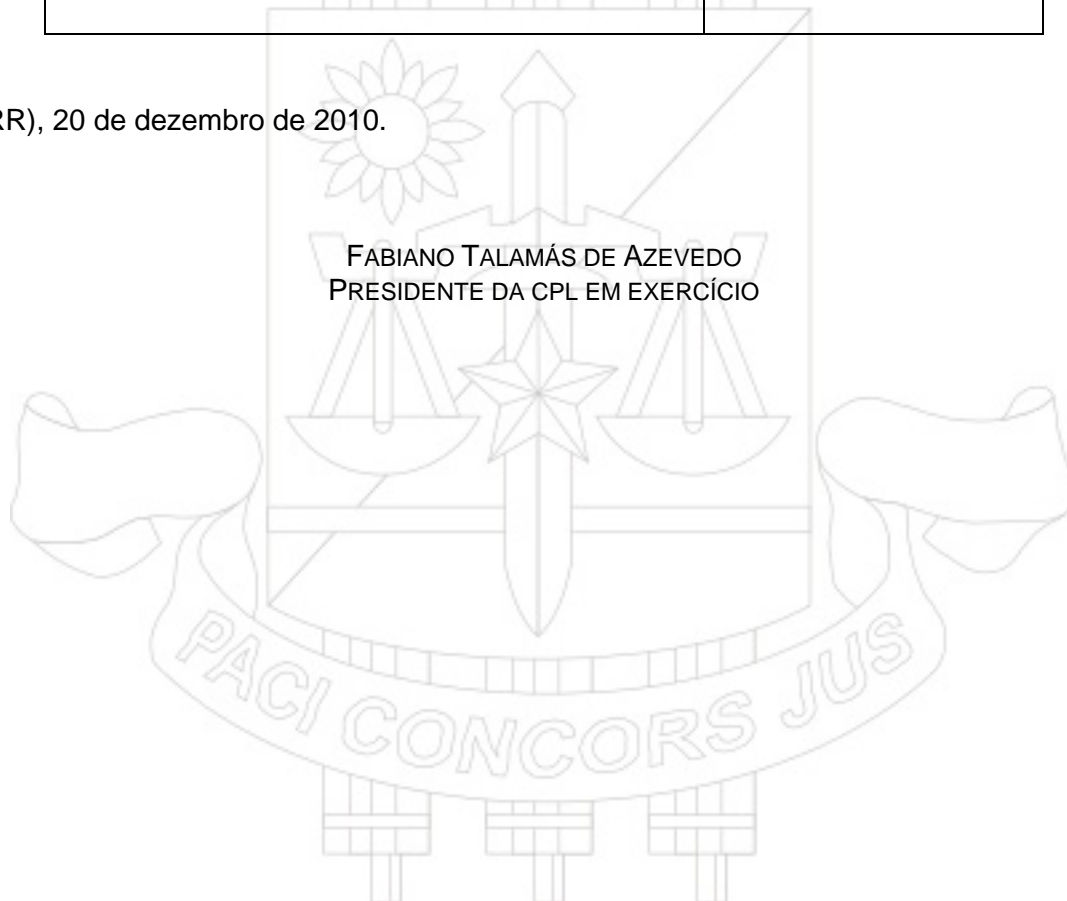 RR), 20 de dezembro de 2010.
FABIANO TALAMÁS DE AZEVEDO
PRESIDENTE DA CPL EM EXERCÍCIO
PACI CONCORS JUS